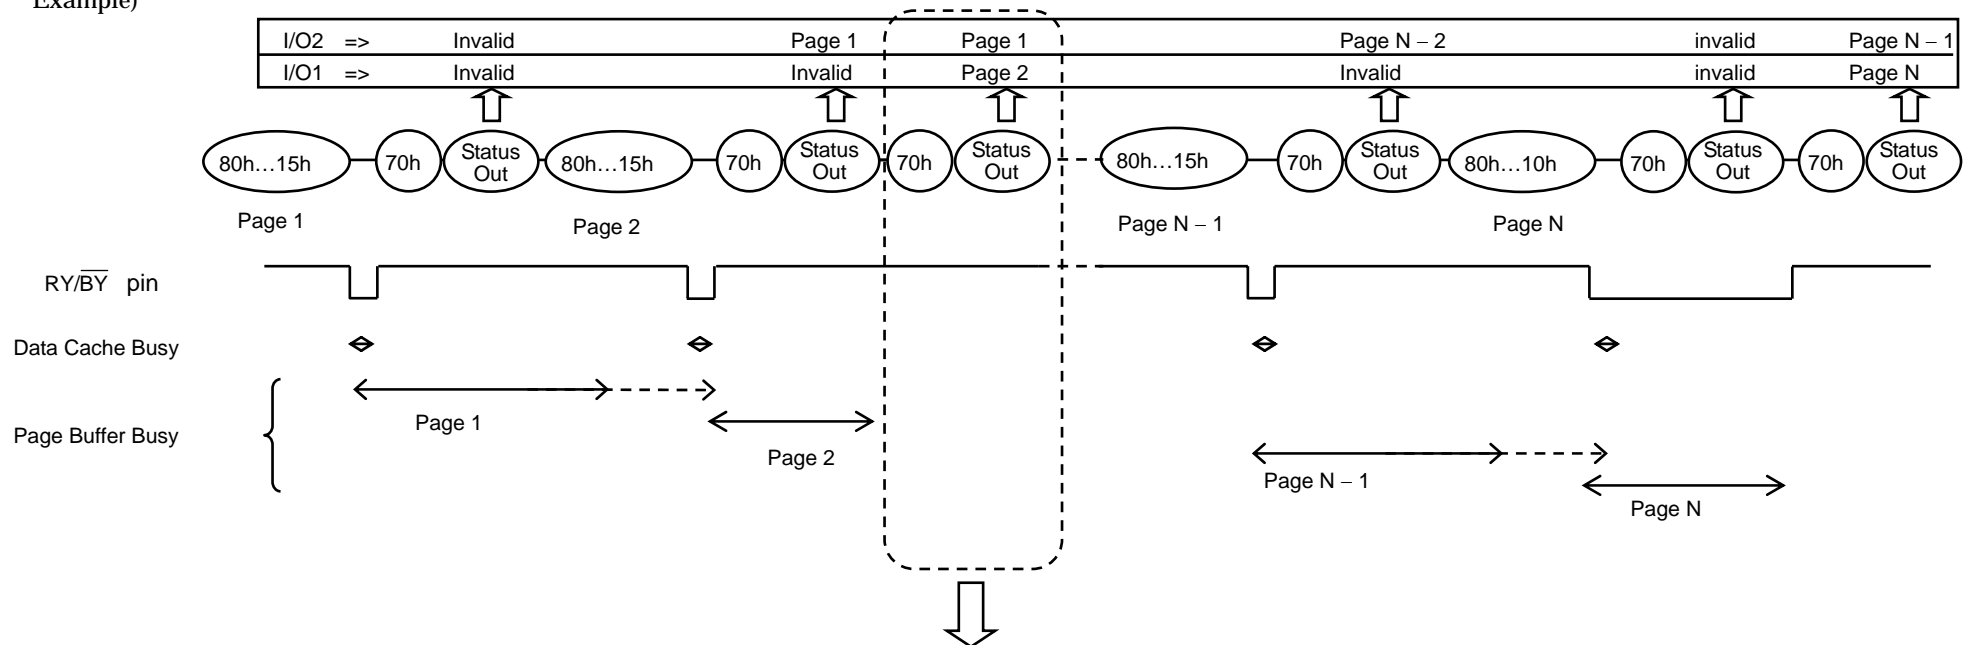 Example)
I/O2 => Invalid Page 1 Page 1 Page N − 2 invalid Page N − 1
I/O1 => Invalid Invalid Page 2 Invalid invalid Page N
80h…15h 70h Status Out 80h…15h 70h Status Out 70h Status Out 80h…15h 70h Status Out 80h…10h 70h Status Out 70h Status Out
Page 1 Page 2 Page N − 1 Page N
RY/B̅Y̅ pin
Data Cache Busy
Page Buffer Busy
Page 1
Page 2
Page N − 1
Page N